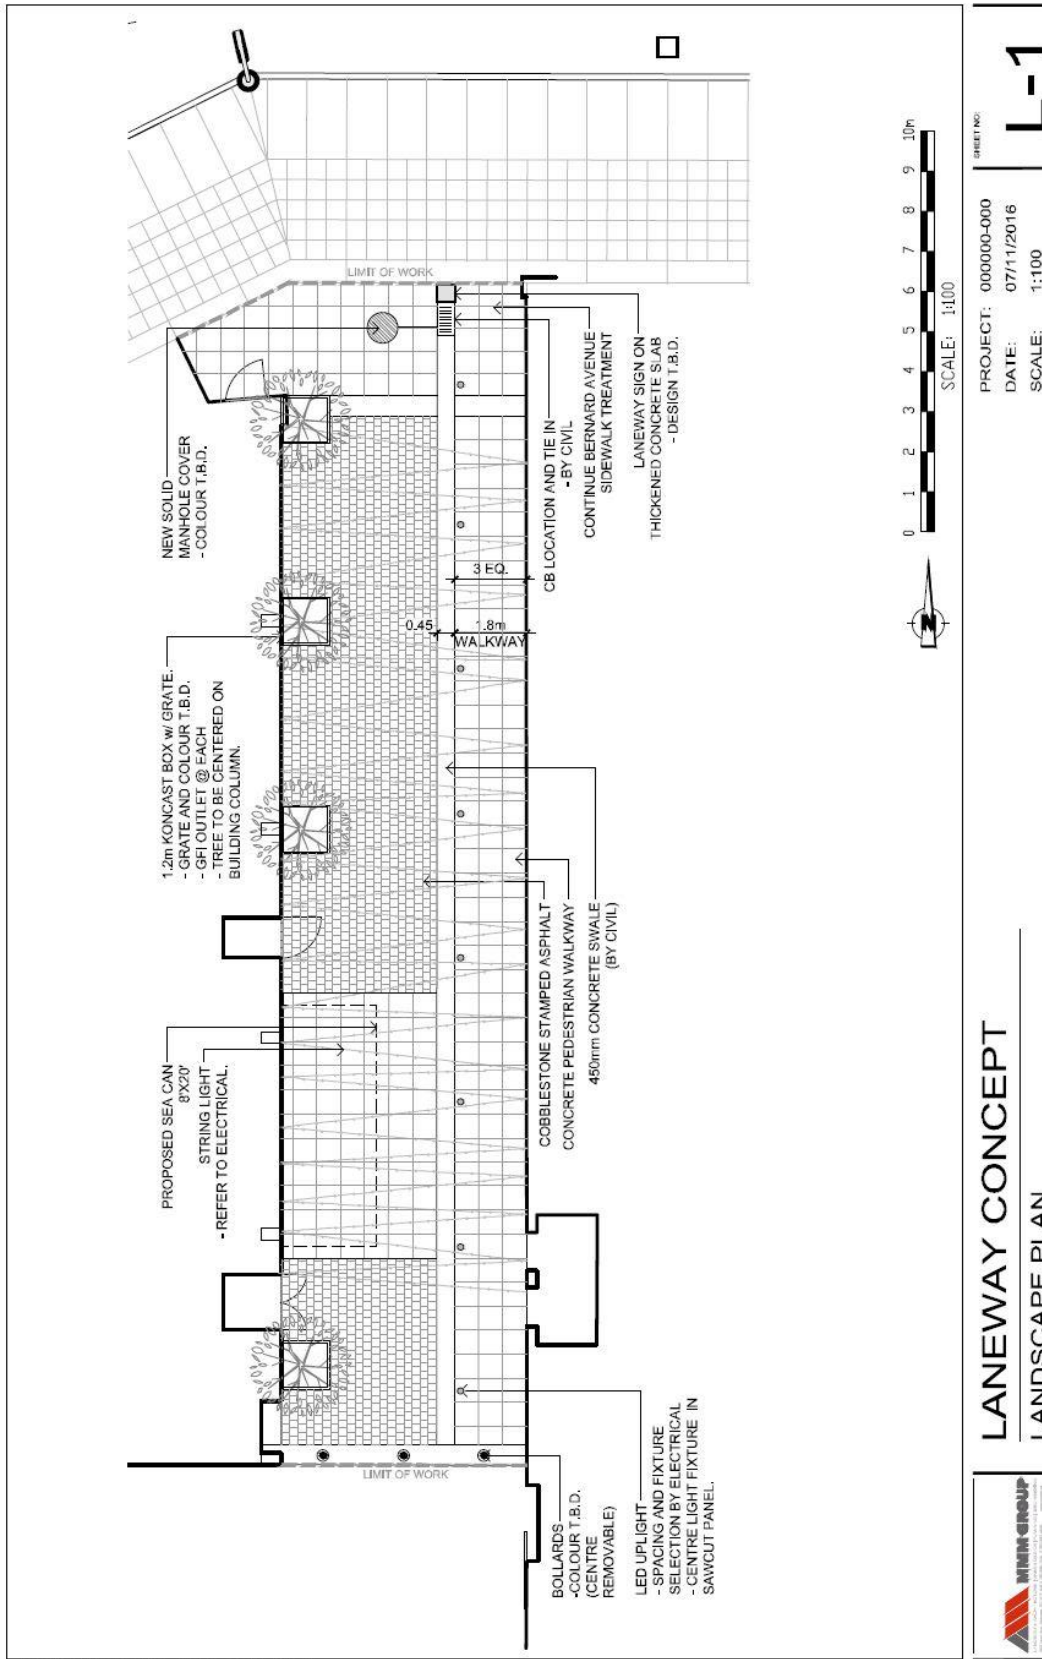 NEW SOLID
MANHOLE COVER
- COLOUR T.B.D.
1.2m KONCAST BOX w/ GRATE.
- GRATE AND COLOUR T.B.D.
- GFI OUTLET @ EACH
- TREE TO BE CENTERED ON
BUILDING COLUMN.
PROPOSED SEA CAN
8'X20'
STRING LIGHT
- REFER TO ELECTRICAL.
LIMIT OF WORK
LIMIT OF WORK
3 EQ.
0.45
1.8m
WALKWAY
CB LOCATION AND TIE IN
- BY CIVIL
CONTINUE BERNARD AVENUE
SIDEWALK TREATMENT
LANEWAY SIGN ON
THICKENED CONCRETE SLAB
- DESIGN T.B.D.
COBBLESTONE STAMPED ASPHALT
CONCRETE PEDESTRIAN WALKWAY
450mm CONCRETE SWALE
(BY CIVIL)
BOLLARDS
-COLOUR T.B.D.
(CENTRE
REMOVABLE)
LED UPLIGHT
- SPACING AND FIXTURE
SELECTION BY ELECTRICAL
- CENTRE LIGHT FIXTURE IN
SAWCUT PANEL.
N
0 1 2 3 4 5 6 7 8 9 10m
SCALE: 1:100
MMM GROUP
LANEWAY CONCEPT
LANDSCAPE PLAN
PROJECT: 000000-000
DATE: 07/11/2016
SCALE: 1:100
SHEET NO:
L-1